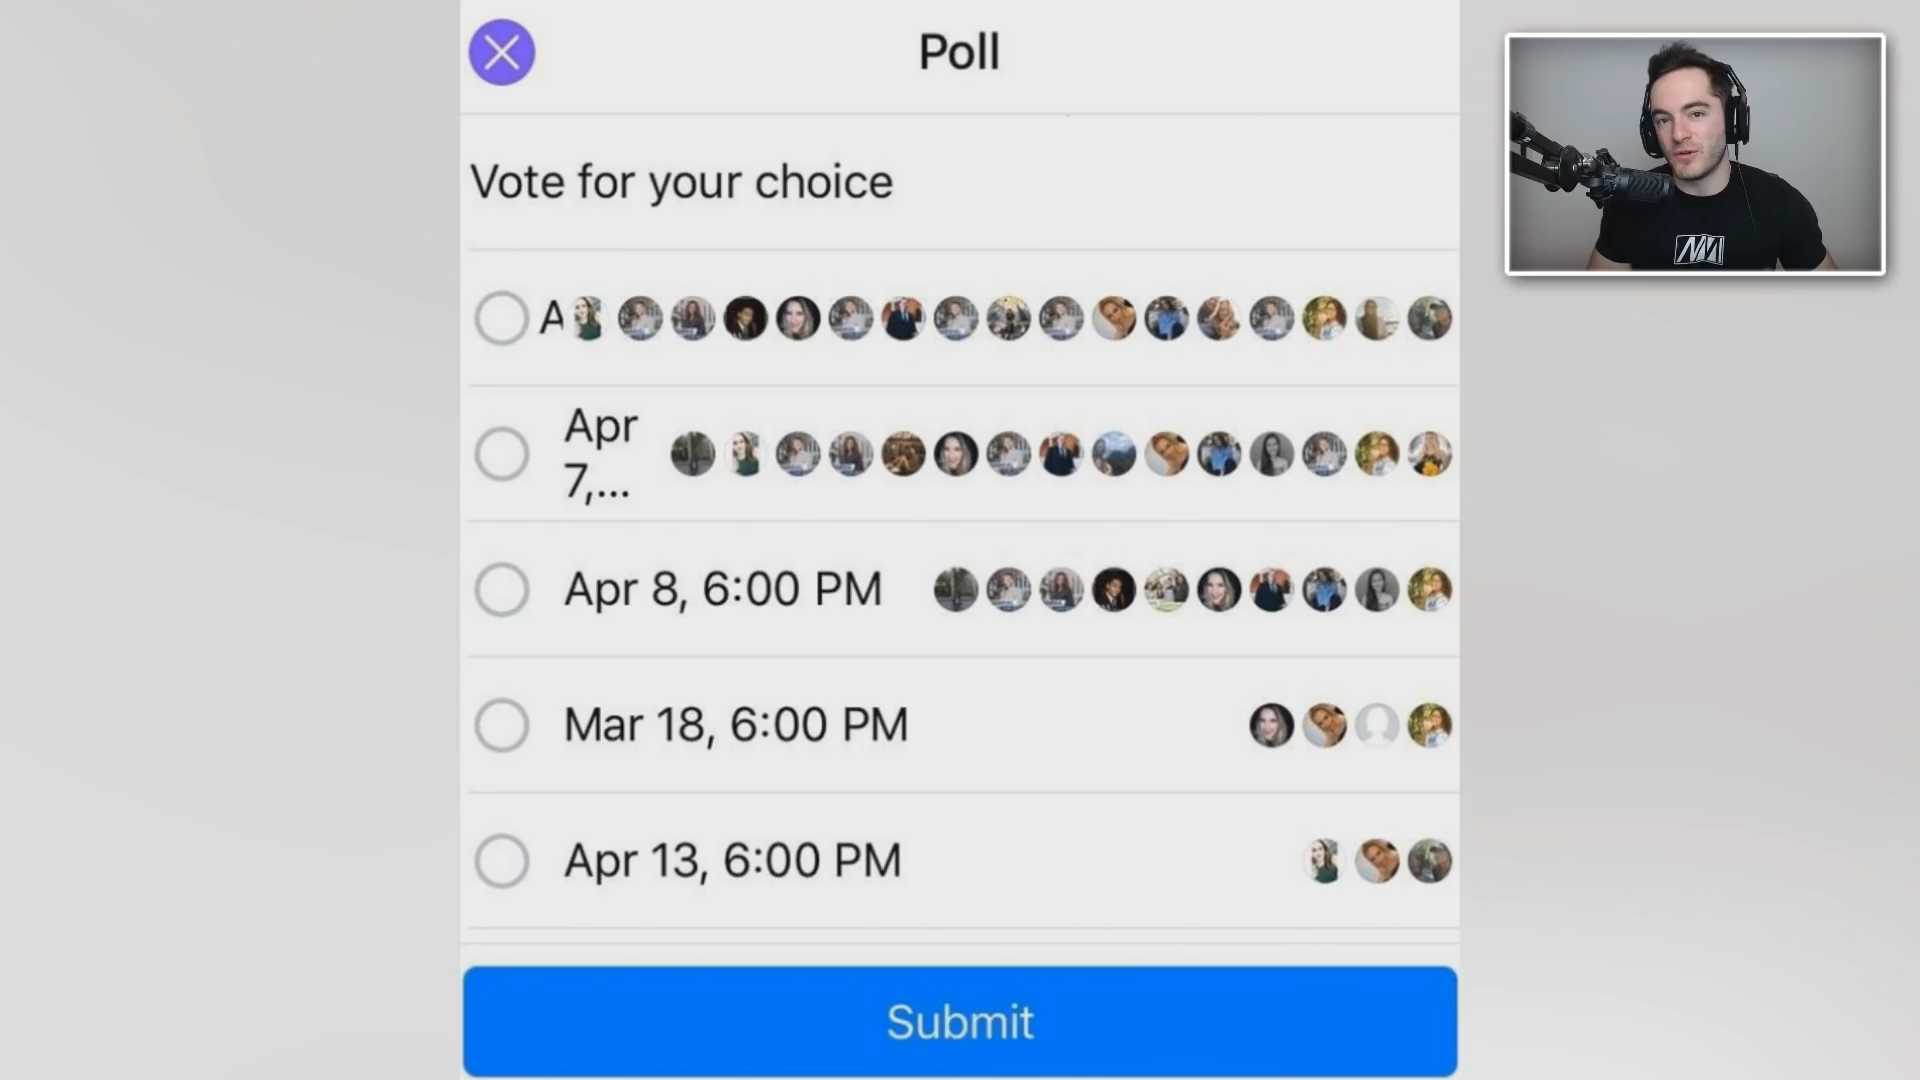 Poll
Vote for your choice
A
Apr
7,...
Apr 8, 6:00 PM
Mar 18, 6:00 PM
Apr 13, 6:00 PM
Submit